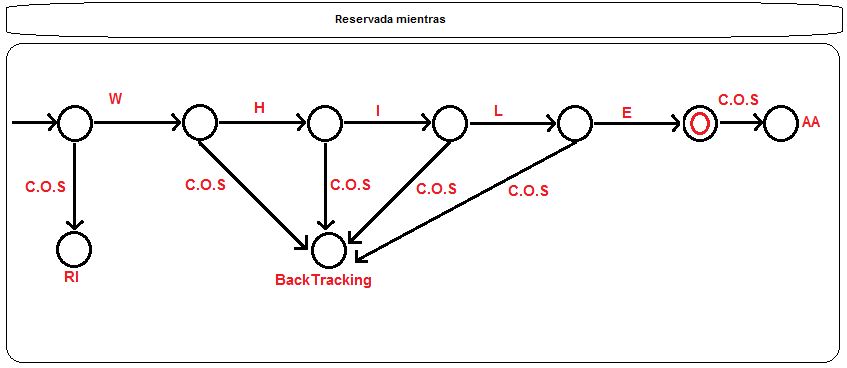 Reservada mientras
W
H
I
L
E
C.O.S
AA
C.O.S
C.O.S
C.O.S
C.O.S
C.O.S
RI
BackTracking